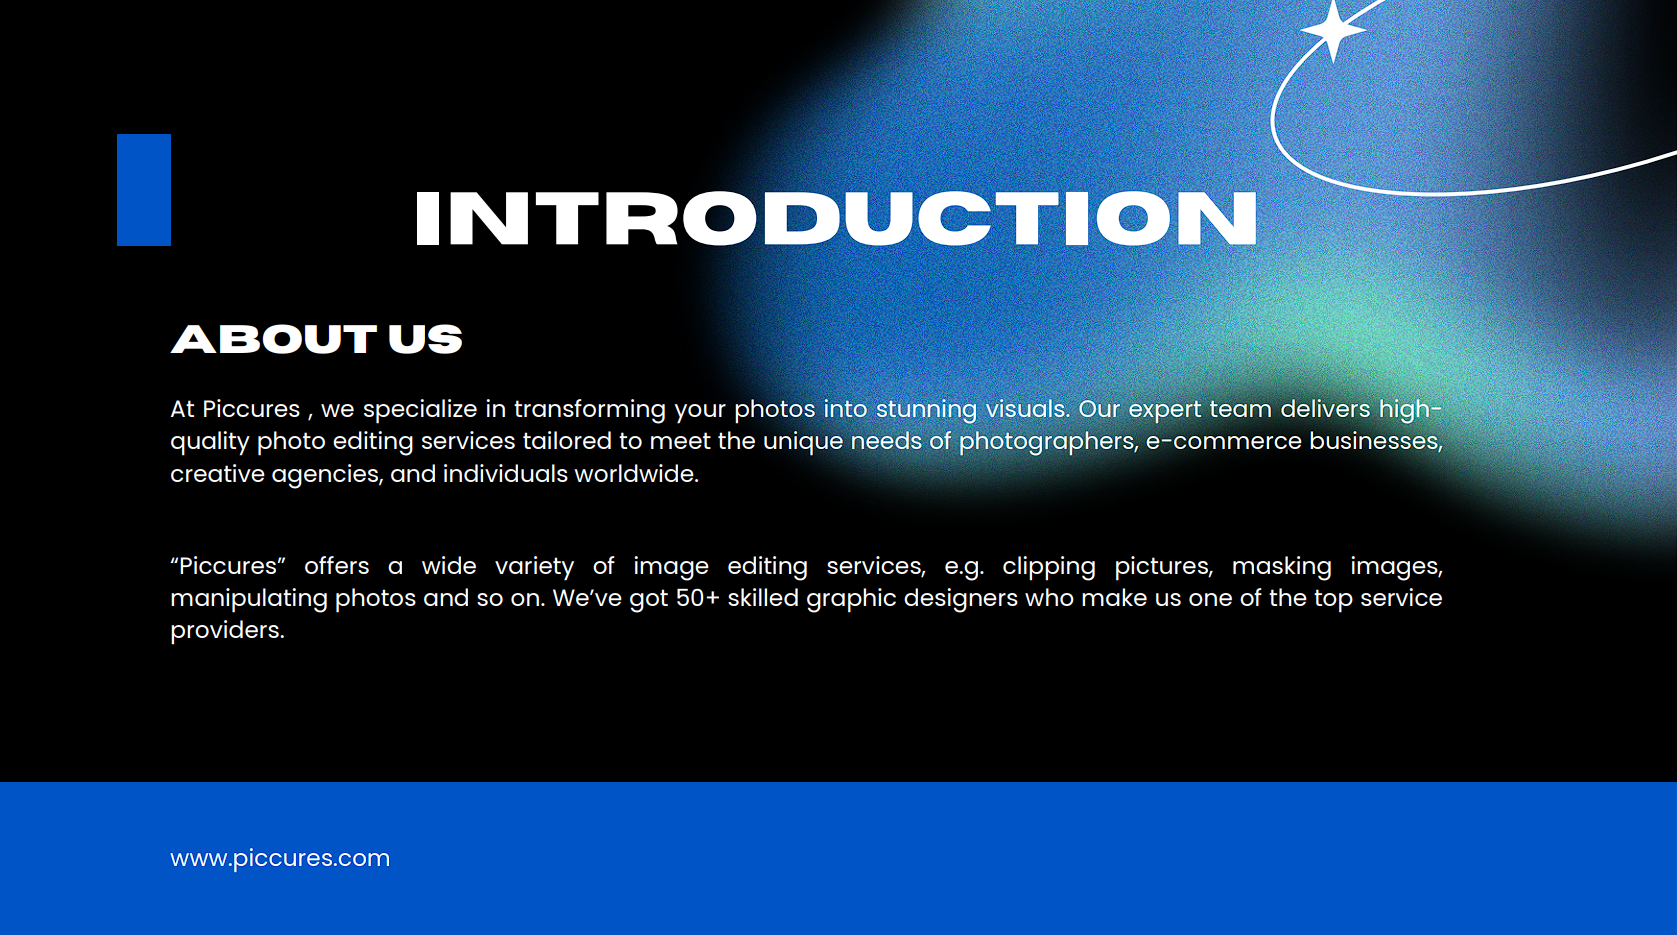 INTRODUCTION
ABOUT US
At Piccures , we specialize in transforming your photos into stunning visuals. Our expert team delivers high-
quality photo editing services tailored to meet the unique needs of photographers, e-commerce businesses,
creative agencies, and individuals worldwide.
“Piccures” offers a wide variety of image editing services, e.g. clipping pictures, masking images,
manipulating photos and so on. We’ve got 50+ skilled graphic designers who make us one of the top service
providers.
www.piccures.com